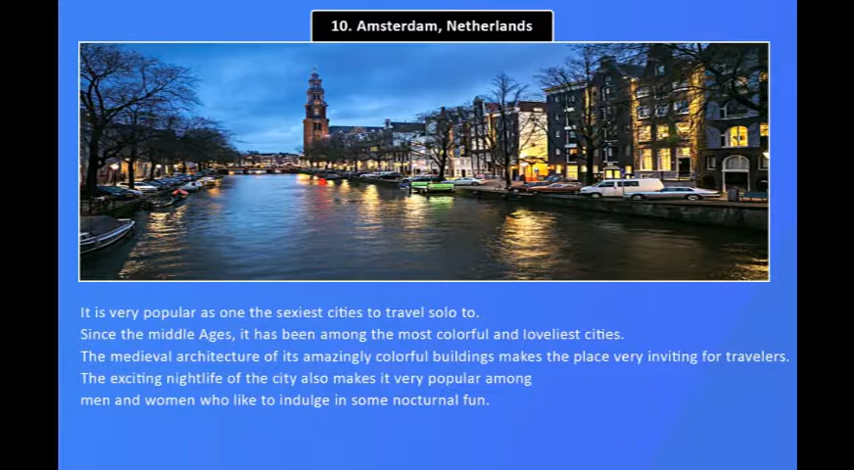 10. Amsterdam, Netherlands
It is very popular as one the sexiest cities to travel solo to.
Since the middle Ages, it has been among the most colorful and loveliest cities.
The medieval architecture of its amazingly colorful buildings makes the place very inviting for travelers.
The exciting nightlife of the city also makes it very popular among
men and women who like to indulge in some nocturnal fun.